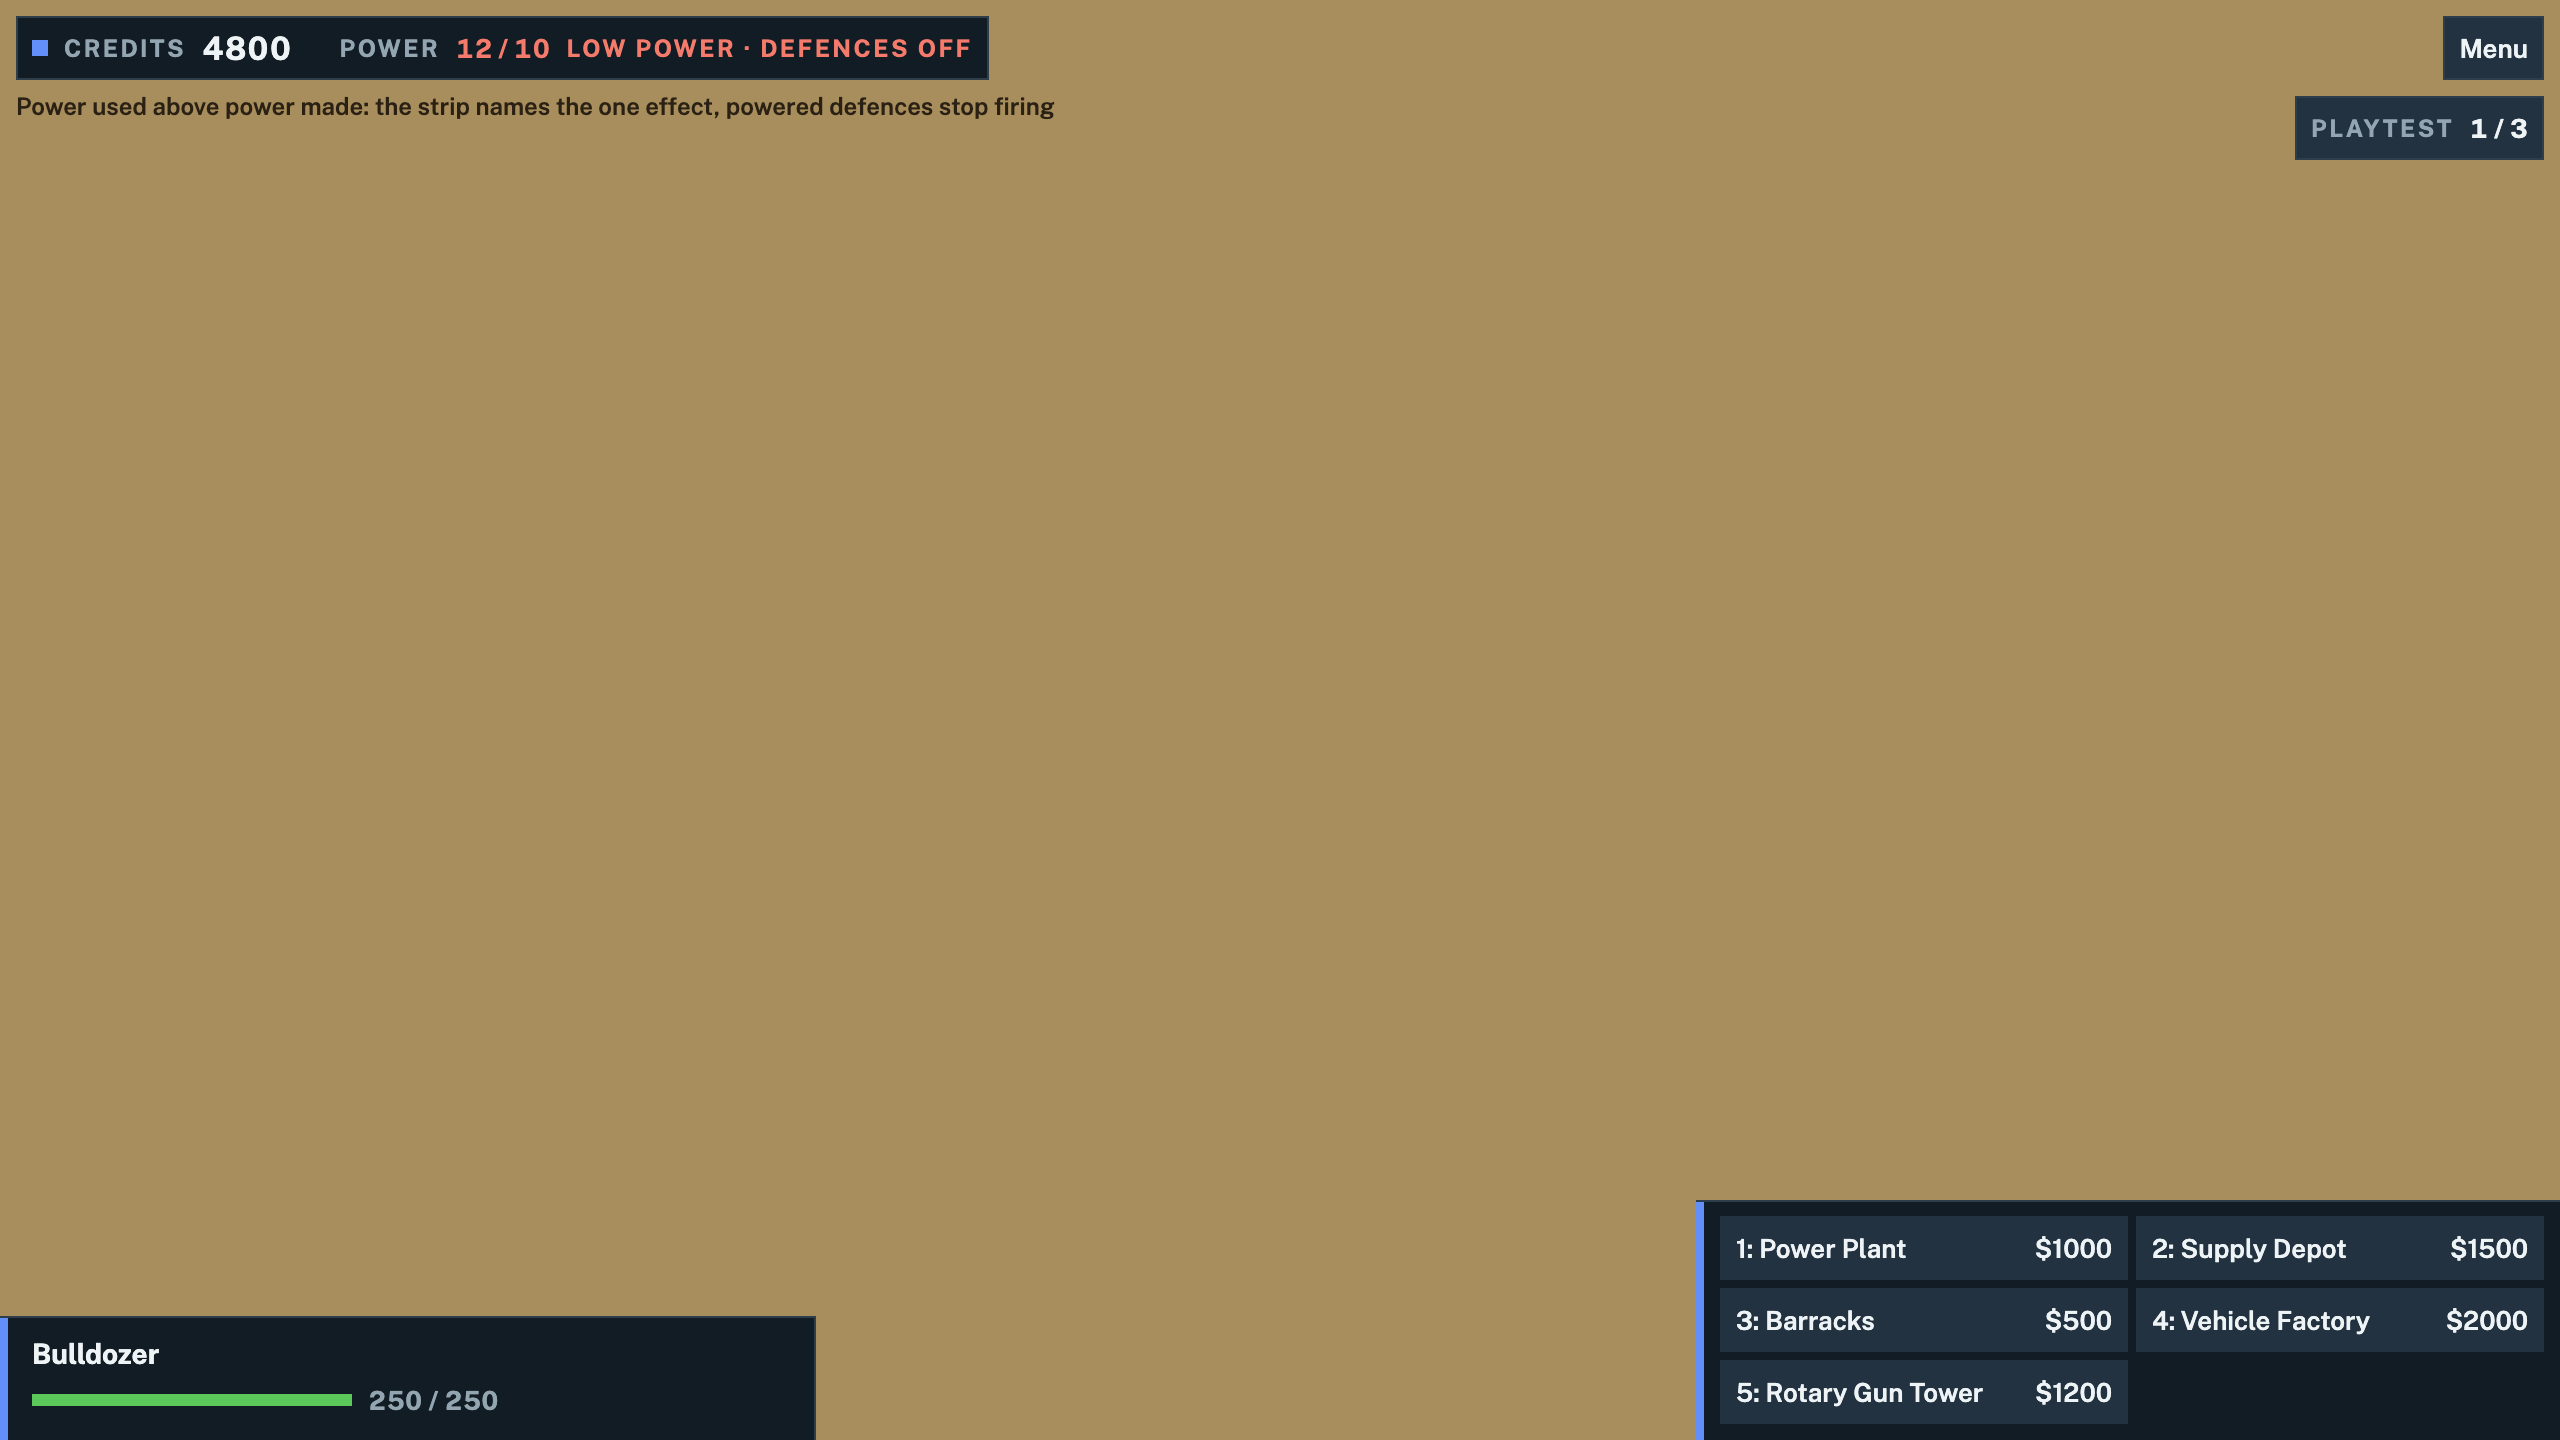 CREDITS 4800 POWER 12 / 10 LOW POWER · DEFENCES OFF
Menu
Power used above power made: the strip names the one effect, powered defences stop firing
PLAYTEST 1 / 3
1: Power Plant $1000
2: Supply Depot $1500
3: Barracks $500
4: Vehicle Factory $2000
5: Rotary Gun Tower $1200
Bulldozer
250 / 250